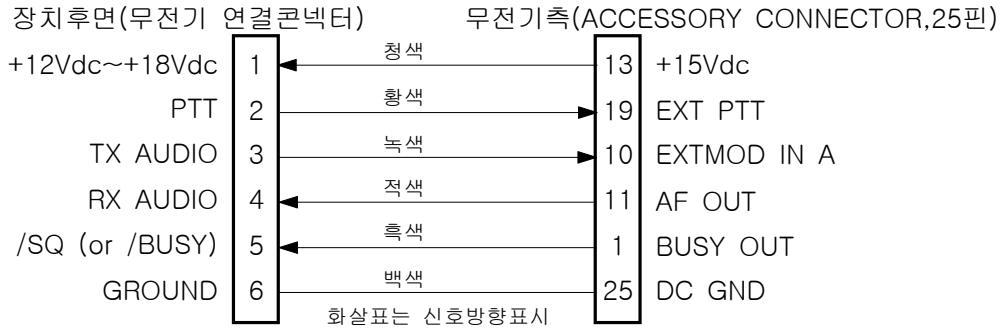 장치후면(무전기 연결콘넥터) 무전기측(ACCESSORY CONNECTOR,25핀)
+12Vdc~+18Vdc 1 청색 13 +15Vdc
PTT 2 황색 19 EXT PTT
TX AUDIO 3 녹색 10 EXTMOD IN A
RX AUDIO 4 적색 11 AF OUT
/SQ (or /BUSY) 5 흑색 1 BUSY OUT
GROUND 6 백색 25 DC GND
화살표는 신호방향표시